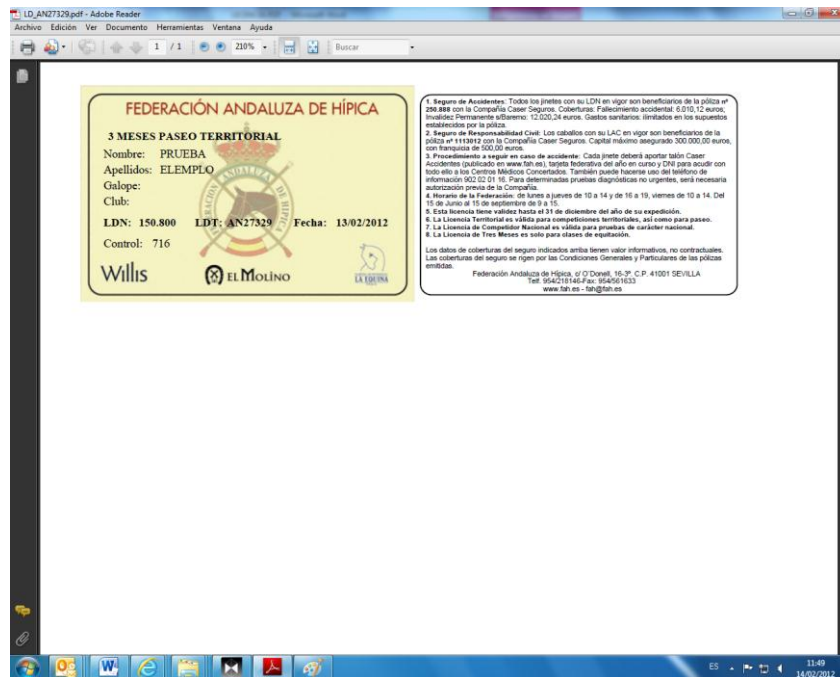 LD_AN27329.pdf - Adobe Reader
Archivo Edición Ver Documento Herramientas Ventana Ayuda
1 / 1 210% Buscar
FEDERACIÓN ANDALUZA DE HÍPICA
3 MESES PASEO TERRITORIAL
Nombre: PRUEBA
Apellidos: ELEMPLO
Galope:
Club:
LDN: 150.800 LDT: AN27329 Fecha: 13/02/2012
Control: 716
Willis EL MOLINO LA EQUINA
FEDERACION ANDALUZA DE HIPICA
1. Seguro de Accidentes: Todos los jinetes con su LDN en vigor son beneficiarios de la póliza nº
250.888 con la Compañía Caser Seguros. Coberturas: Fallecimiento accidental: 6.010,12 euros;
Invalidez Permanente s/Baremo: 12.020,24 euros. Gastos sanitarios: ilimitados en los supuestos
establecidos por la póliza.
2. Seguro de Responsabilidad Civil: Los caballos con su LAC en vigor son beneficiarios de la
póliza nº 1113012 con la Compañía Caser Seguros. Capital máximo asegurado 300.000,00 euros,
con franquicia de 500,00 euros.
3. Procedimiento a seguir en caso de accidente: Cada jinete deberá aportar talón Caser
Accidentes (publicado en www.fah.es), tarjeta federativa del año en curso y DNI para acudir con
todo ello a los Centros Médicos Concertados. También puede hacerse uso del teléfono de
información 902 02 01 16. Para determinadas pruebas diagnósticas no urgentes, será necesaria
autorización previa de la Compañía.
4. Horario de la Federación: de lunes a jueves de 10 a 14 y de 16 a 19, viernes de 10 a 14. Del
15 de Junio al 15 de septiembre de 9 a 15.
5. Esta licencia tiene validez hasta el 31 de diciembre del año de su expedición.
6. La Licencia Territorial es válida para competiciones territoriales, así como para paseo.
7. La Licencia de Competidor Nacional es válida para pruebas de carácter nacional.
8. La Licencia de Tres Meses es solo para clases de equitación.
Los datos de coberturas del seguro indicados arriba tienen valor informativos, no contractuales.
Las coberturas del seguro se rigen por las Condiciones Generales y Particulares de las pólizas
emitidas.
Federación Andaluza de Hípica, c/ O'Donell, 16-3º. C.P. 41001 SEVILLA
Telf. 954/218146-Fax: 954/561633
www.fah.es - fah@fah.es
ES 11:49
14/02/2012